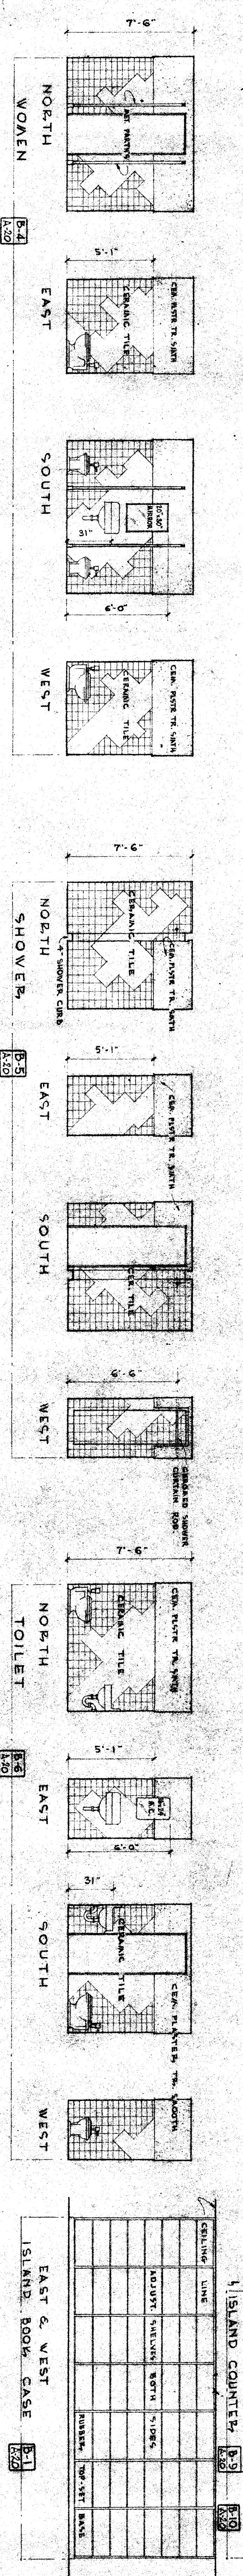 7'-6"
MET. PARTN'S
NORTH
WOMEN
B-4
A-20
5'-1"
CERAMIC TILE
CEM. PLSTR TR. SMTH
EAST
20"x30"
MIRROR
31"
6'-0"
SOUTH
CERAMIC TILE
CEM. PLSTR TR. SMTH
WEST
7'-6"
CERAMIC TILE
CEM. PLSTR TR. SMTH
SHOWER CURB
NORTH
SHOWER
B-5
A-20
5'-1"
CEM. PLSTR TR. SMTH
EAST
CER. TILE
SOUTH
6'-6"
SHOWER
CURTAIN ROD
WEST
7'-6"
CERAMIC TILE
CEM. PLSTR TR. SMTH
NORTH
TOILET
B-6
A-20
5'-1"
M.C.
6'-0"
EAST
31"
CERAMIC TILE
CEM. PLASTER TR. SMOOTH
SOUTH
WEST
CEILING LINE
ADJUST. SHELVES BOTH SIDES
RUBBER TOP-SET BASE
EAST & WEST
ISLAND BOOK CASE
B-1
A-20
ISLAND COUNTER
B-9
A-20
B-10
A-20